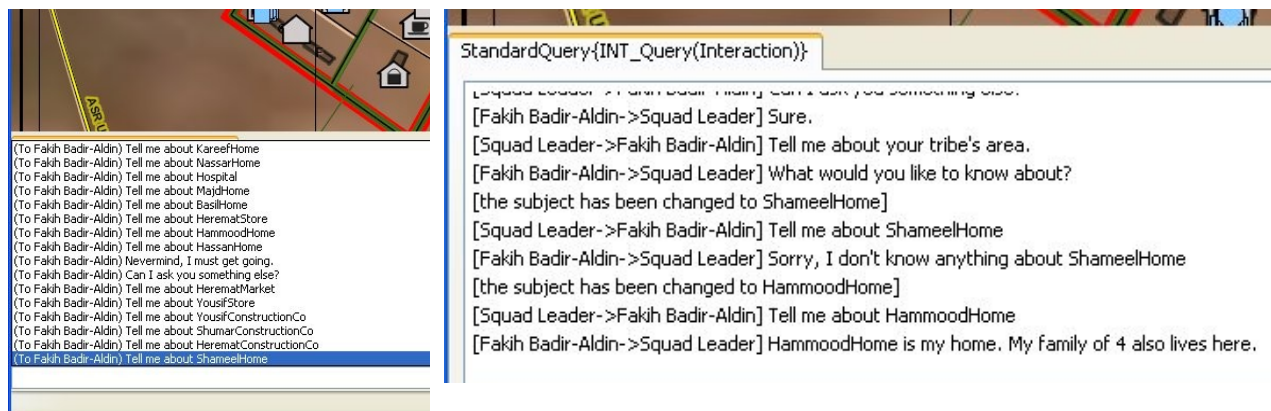 ASR U
(To Fakih Badir-Aldin) Tell me about KareefHome
(To Fakih Badir-Aldin) Tell me about NassarHome
(To Fakih Badir-Aldin) Tell me about Hospital
(To Fakih Badir-Aldin) Tell me about MajdHome
(To Fakih Badir-Aldin) Tell me about BasilHome
(To Fakih Badir-Aldin) Tell me about HerematStore
(To Fakih Badir-Aldin) Tell me about HammoodHome
(To Fakih Badir-Aldin) Tell me about HassanHome
(To Fakih Badir-Aldin) Nevermind, I must get going.
(To Fakih Badir-Aldin) Can I ask you something else?
(To Fakih Badir-Aldin) Tell me about HerematMarket
(To Fakih Badir-Aldin) Tell me about YousifStore
(To Fakih Badir-Aldin) Tell me about YousifConstructionCo
(To Fakih Badir-Aldin) Tell me about ShumarConstructionCo
(To Fakih Badir-Aldin) Tell me about HerematConstructionCo
(To Fakih Badir-Aldin) Tell me about ShameelHome
StandardQuery{INT_Query(Interaction)}
[Squad Leader->Fakih Badir-Aldin] Can I ask you something else?
[Fakih Badir-Aldin->Squad Leader] Sure.
[Squad Leader->Fakih Badir-Aldin] Tell me about your tribe's area.
[Fakih Badir-Aldin->Squad Leader] What would you like to know about?
[the subject has been changed to ShameelHome]
[Squad Leader->Fakih Badir-Aldin] Tell me about ShameelHome
[Fakih Badir-Aldin->Squad Leader] Sorry, I don't know anything about ShameelHome
[the subject has been changed to HammoodHome]
[Squad Leader->Fakih Badir-Aldin] Tell me about HammoodHome
[Fakih Badir-Aldin->Squad Leader] HammoodHome is my home. My family of 4 also lives here.